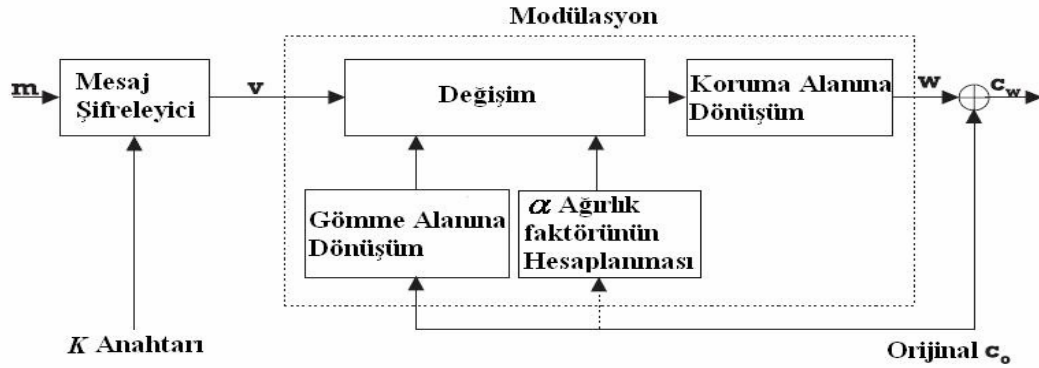 Modülasyon
m
Mesaj
Şifreleyici
v
Değişim
Koruma Alanına
Dönüşüm
w
c_w
Gömme Alanına
Dönüşüm
α Ağırlık
faktörünün
Hesaplanması
K Anahtarı
Orijinal c_o